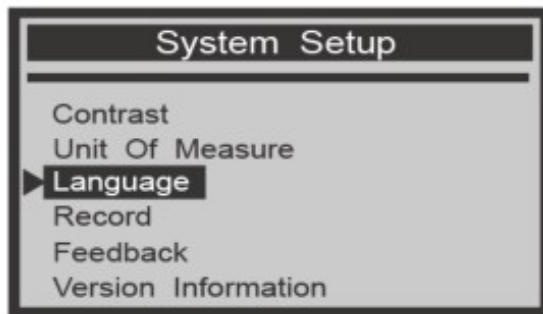 System Setup
Contrast
Unit Of Measure
Language
Record
Feedback
Version Information